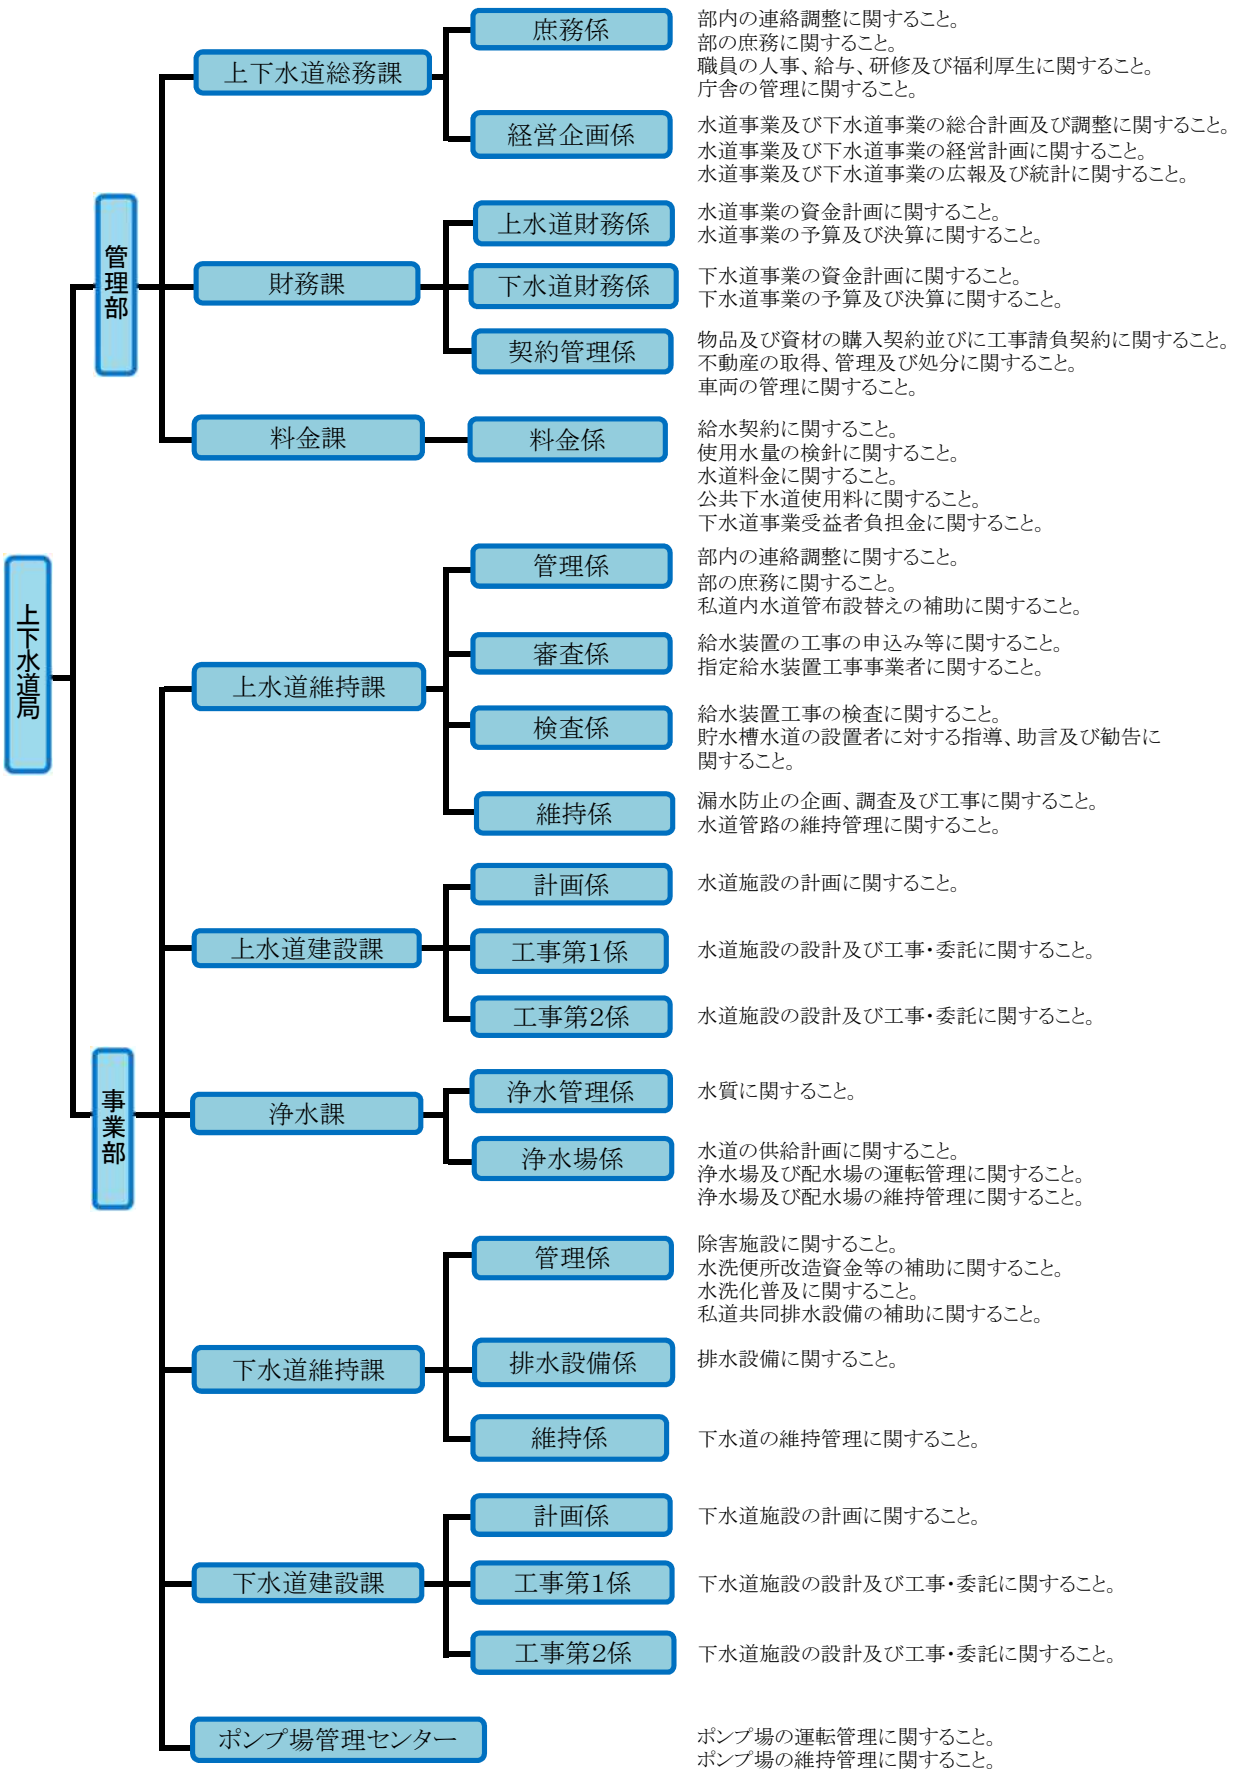 上下水道局
管理部
上下水道総務課
庶務係
部内の連絡調整に関すること。
部の庶務に関すること。
職員の人事、給与、研修及び福利厚生に関すること。
庁舎の管理に関すること。
経営企画係
水道事業及び下水道事業の総合計画及び調整に関すること。
水道事業及び下水道事業の経営計画に関すること。
水道事業及び下水道事業の広報及び統計に関すること。
財務課
上水道財務係
水道事業の資金計画に関すること。
水道事業の予算及び決算に関すること。
下水道財務係
下水道事業の資金計画に関すること。
下水道事業の予算及び決算に関すること。
契約管理係
物品及び資材の購入契約並びに工事請負契約に関すること。
不動産の取得、管理及び処分に関すること。
車両の管理に関すること。
料金課
料金係
給水契約に関すること。
使用水量の検針に関すること。
水道料金に関すること。
公共下水道使用料に関すること。
下水道事業受益者負担金に関すること。
事業部
上水道維持課
管理係
部内の連絡調整に関すること。
部の庶務に関すること。
私道内水道管布設替えの補助に関すること。
審査係
給水装置の工事の申込み等に関すること。
指定給水装置工事事業者に関すること。
検査係
給水装置工事の検査に関すること。
貯水槽水道の設置者に対する指導、助言及び勧告に
関すること。
維持係
漏水防止の企画、調査及び工事に関すること。
水道管路の維持管理に関すること。
上水道建設課
計画係
水道施設の計画に関すること。
工事第1係
水道施設の設計及び工事・委託に関すること。
工事第2係
水道施設の設計及び工事・委託に関すること。
浄水課
浄水管理係
水質に関すること。
浄水場係
水道の供給計画に関すること。
浄水場及び配水場の運転管理に関すること。
浄水場及び配水場の維持管理に関すること。
下水道維持課
管理係
除害施設に関すること。
水洗便所改造資金等の補助に関すること。
水洗化普及に関すること。
私道共同排水設備の補助に関すること。
排水設備係
排水設備に関すること。
維持係
下水道の維持管理に関すること。
下水道建設課
計画係
下水道施設の計画に関すること。
工事第1係
下水道施設の設計及び工事・委託に関すること。
工事第2係
下水道施設の設計及び工事・委託に関すること。
ポンプ場管理センター
ポンプ場の運転管理に関すること。
ポンプ場の維持管理に関すること。